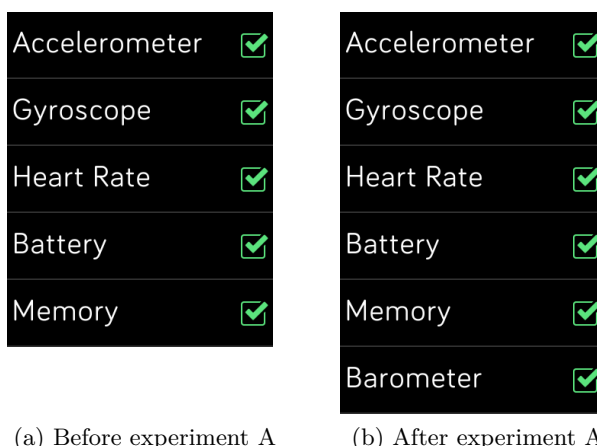 Accelerometer
Gyroscope
Heart Rate
Battery
Memory
(a) Before experiment A
Accelerometer
Gyroscope
Heart Rate
Battery
Memory
Barometer
(b) After experiment A